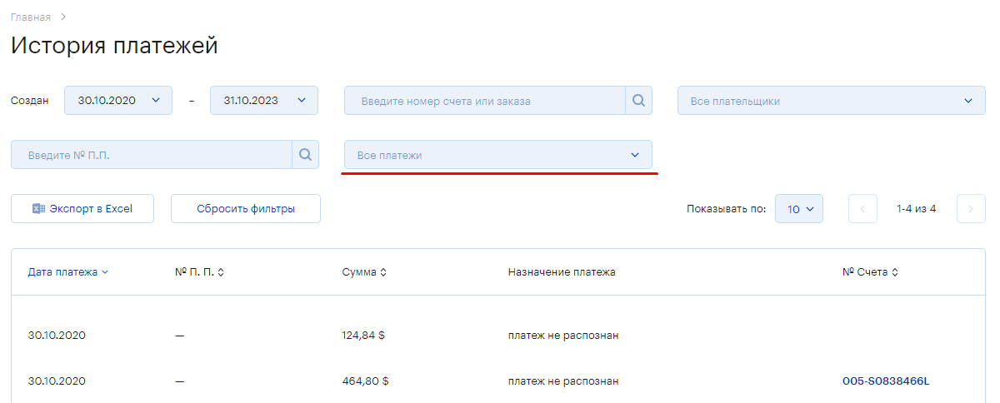 Главная
История платежей
Создан 30.10.2020 – 31.10.2023 Введите номер счета или заказа Все плательщики
Введите № П.П. Все платежи
Экспорт в Excel Сбросить фильтры Показывать по: 10 1-4 из 4
Дата платежа № П. П. Сумма Назначение платежа № Счета
30.10.2020 — 124,84 $ платеж не распознан
30.10.2020 — 464,80 $ платеж не распознан 005-S0838466L